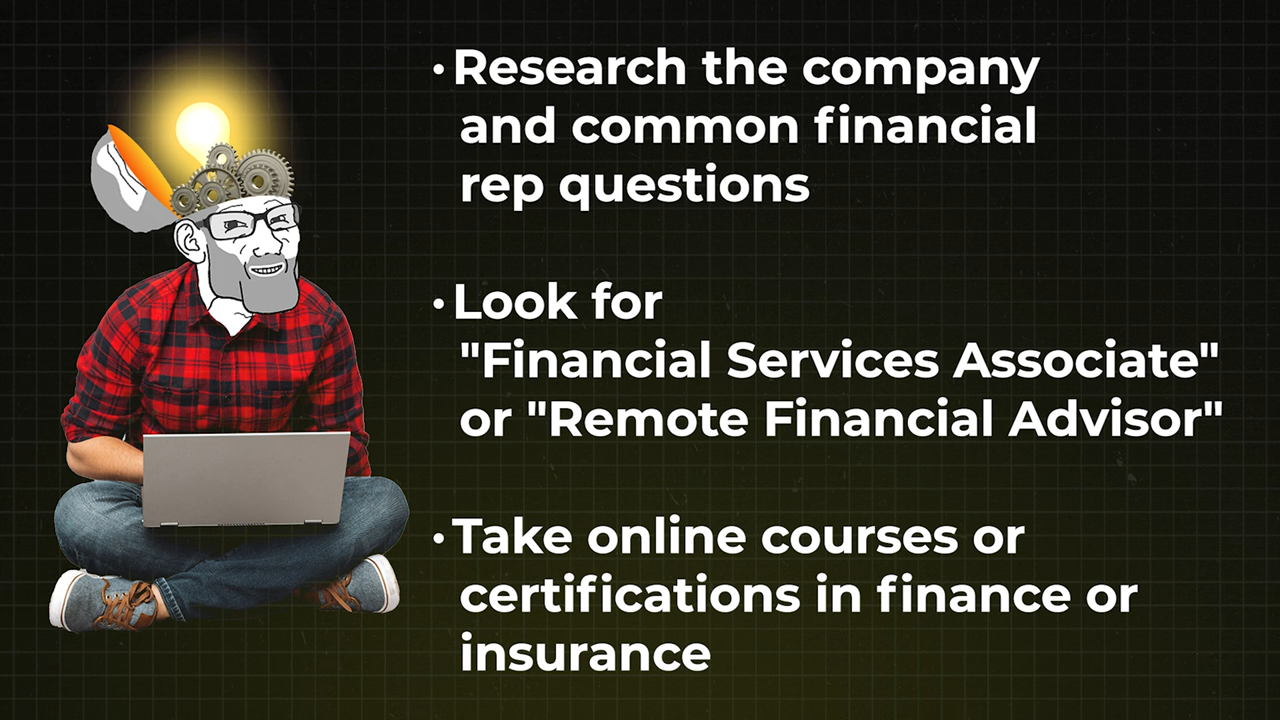 ·Research the company
and common financial
rep questions
·Look for
"Financial Services Associate"
or "Remote Financial Advisor"
·Take online courses or
certifications in finance or
insurance